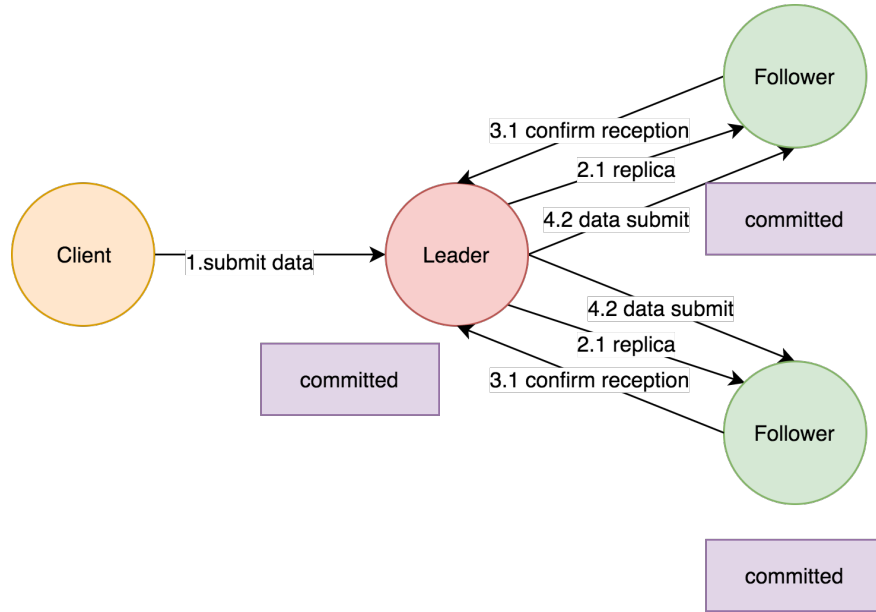 Follower
3.1 confirm reception
2.1 replica
4.2 data submit
committed
Client
1.submit data
Leader
4.2 data submit
2.1 replica
committed
3.1 confirm reception
Follower
committed